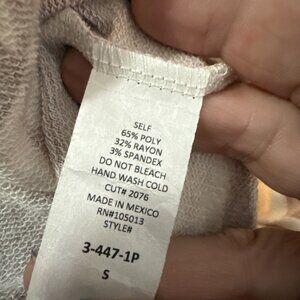 SELF
65% POLY
32% RAYON
3% SPANDEX
DO NOT BLEACH
HAND WASH COLD
CUT# 2076
MADE IN MEXICO
RN#105013
STYLE#
3-447-1P
S